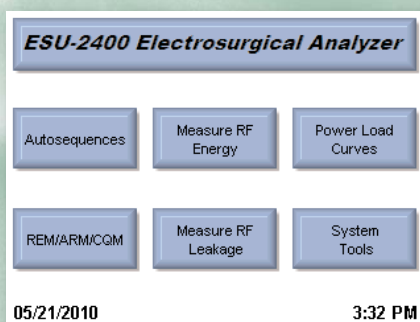 ESU-2400 Electrosurgical Analyzer
Autosequences
Measure RF
Energy
Power Load
Curves
REM/ARM/CQM
Measure RF
Leakage
System
Tools
05/21/2010
3:32 PM